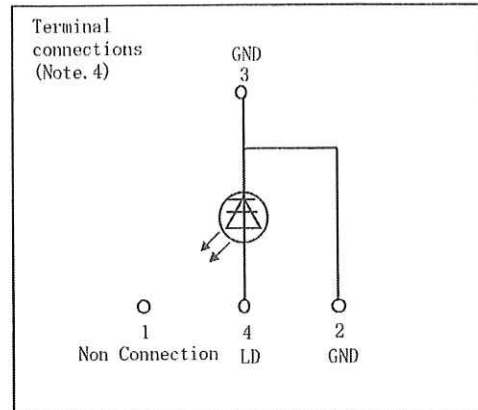 Terminal
connections
(Note. 4)
GND
3
1 4 2
Non Connection LD GND